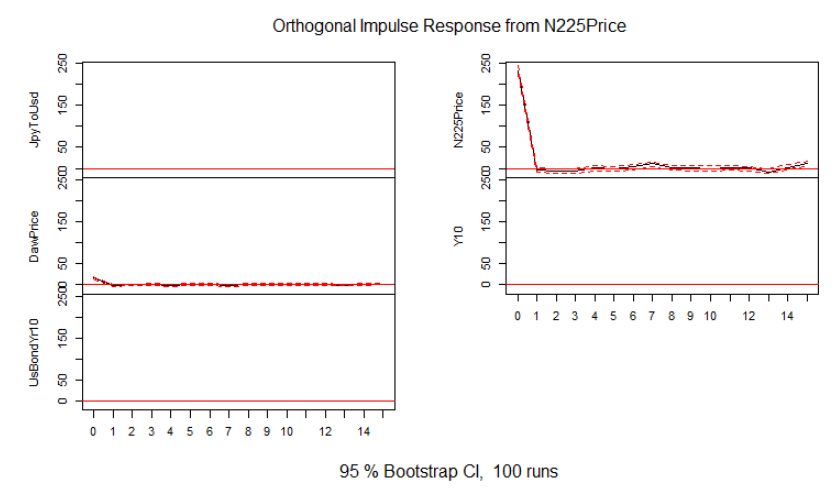 Orthogonal Impulse Response from N225Price
JpyToUsd
250
150
50
0
DawPrice
250
150
50
0
UsBondYr10
250
150
50
0
0 1 2 3 4 5 6 7 8 9 10 12 14
N225Price
250
150
50
0
Y10
250
150
50
0
0 1 2 3 4 5 6 7 8 9 10 12 14
95 % Bootstrap CI, 100 runs